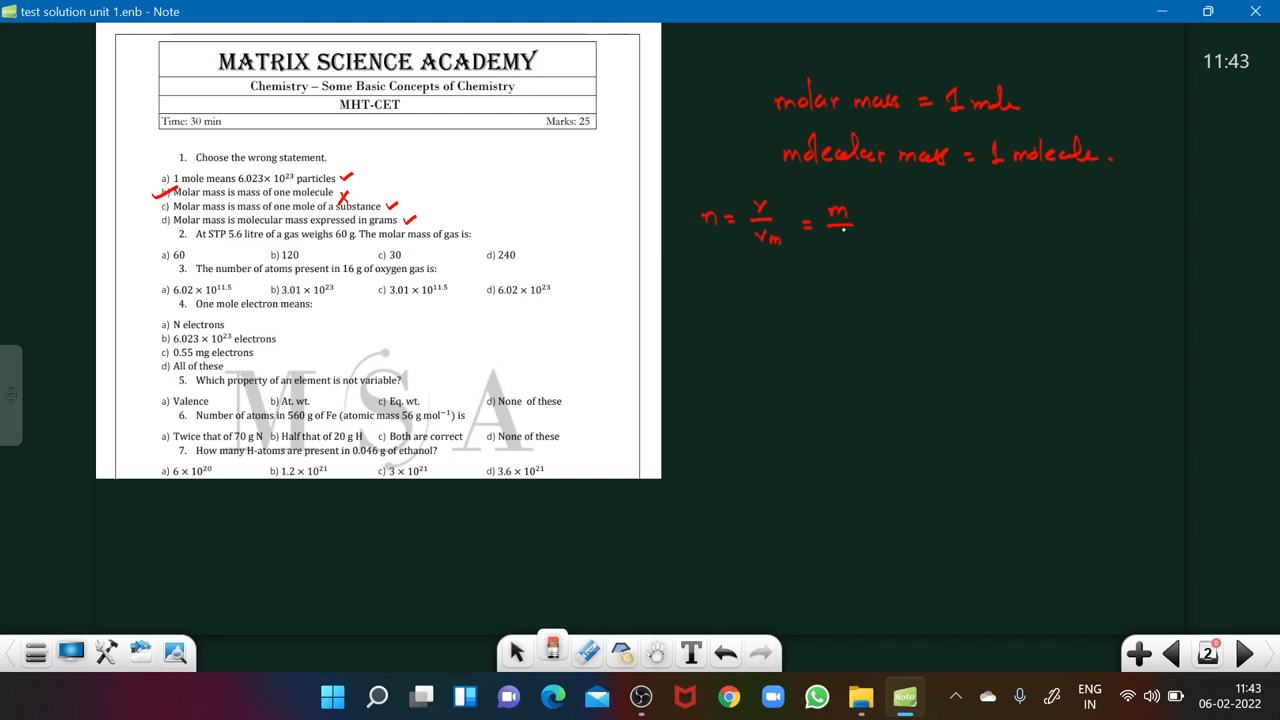 test solution unit 1.enb - Note
11:43
MATRIX SCIENCE ACADEMY
Chemistry – Some Basic Concepts of Chemistry
MHT-CET
Time: 30 min Marks: 25
1. Choose the wrong statement.
a) 1 mole means 6.023× 10²³ particles
b) Molar mass is mass of one molecule
c) Molar mass is mass of one mole of a substance
d) Molar mass is molecular mass expressed in grams
2. At STP 5.6 litre of a gas weighs 60 g. The molar mass of gas is:
a) 60 b) 120 c) 30 d) 240
3. The number of atoms present in 16 g of oxygen gas is:
a) 6.02 × 10¹¹·⁵ b) 3.01 × 10²³ c) 3.01 × 10¹¹·⁵ d) 6.02 × 10²³
4. One mole electron means:
a) N electrons
b) 6.023 × 10²³ electrons
c) 0.55 mg electrons
d) All of these
5. Which property of an element is not variable?
a) Valence b) At. wt. c) Eq. wt. d) None of these
6. Number of atoms in 560 g of Fe (atomic mass 56 g mol⁻¹) is
a) Twice that of 70 g N b) Half that of 20 g H c) Both are correct d) None of these
7. How many H-atoms are present in 0.046 g of ethanol?
a) 6 × 10²⁰ b) 1.2 × 10²¹ c) 3 × 10²¹ d) 3.6 × 10²¹
MSA
molar mass = 1 mole
molecular mass = 1 molecule.
n = v/vm = m/
T
2
Note
ENG
IN
11:43
06-02-2022